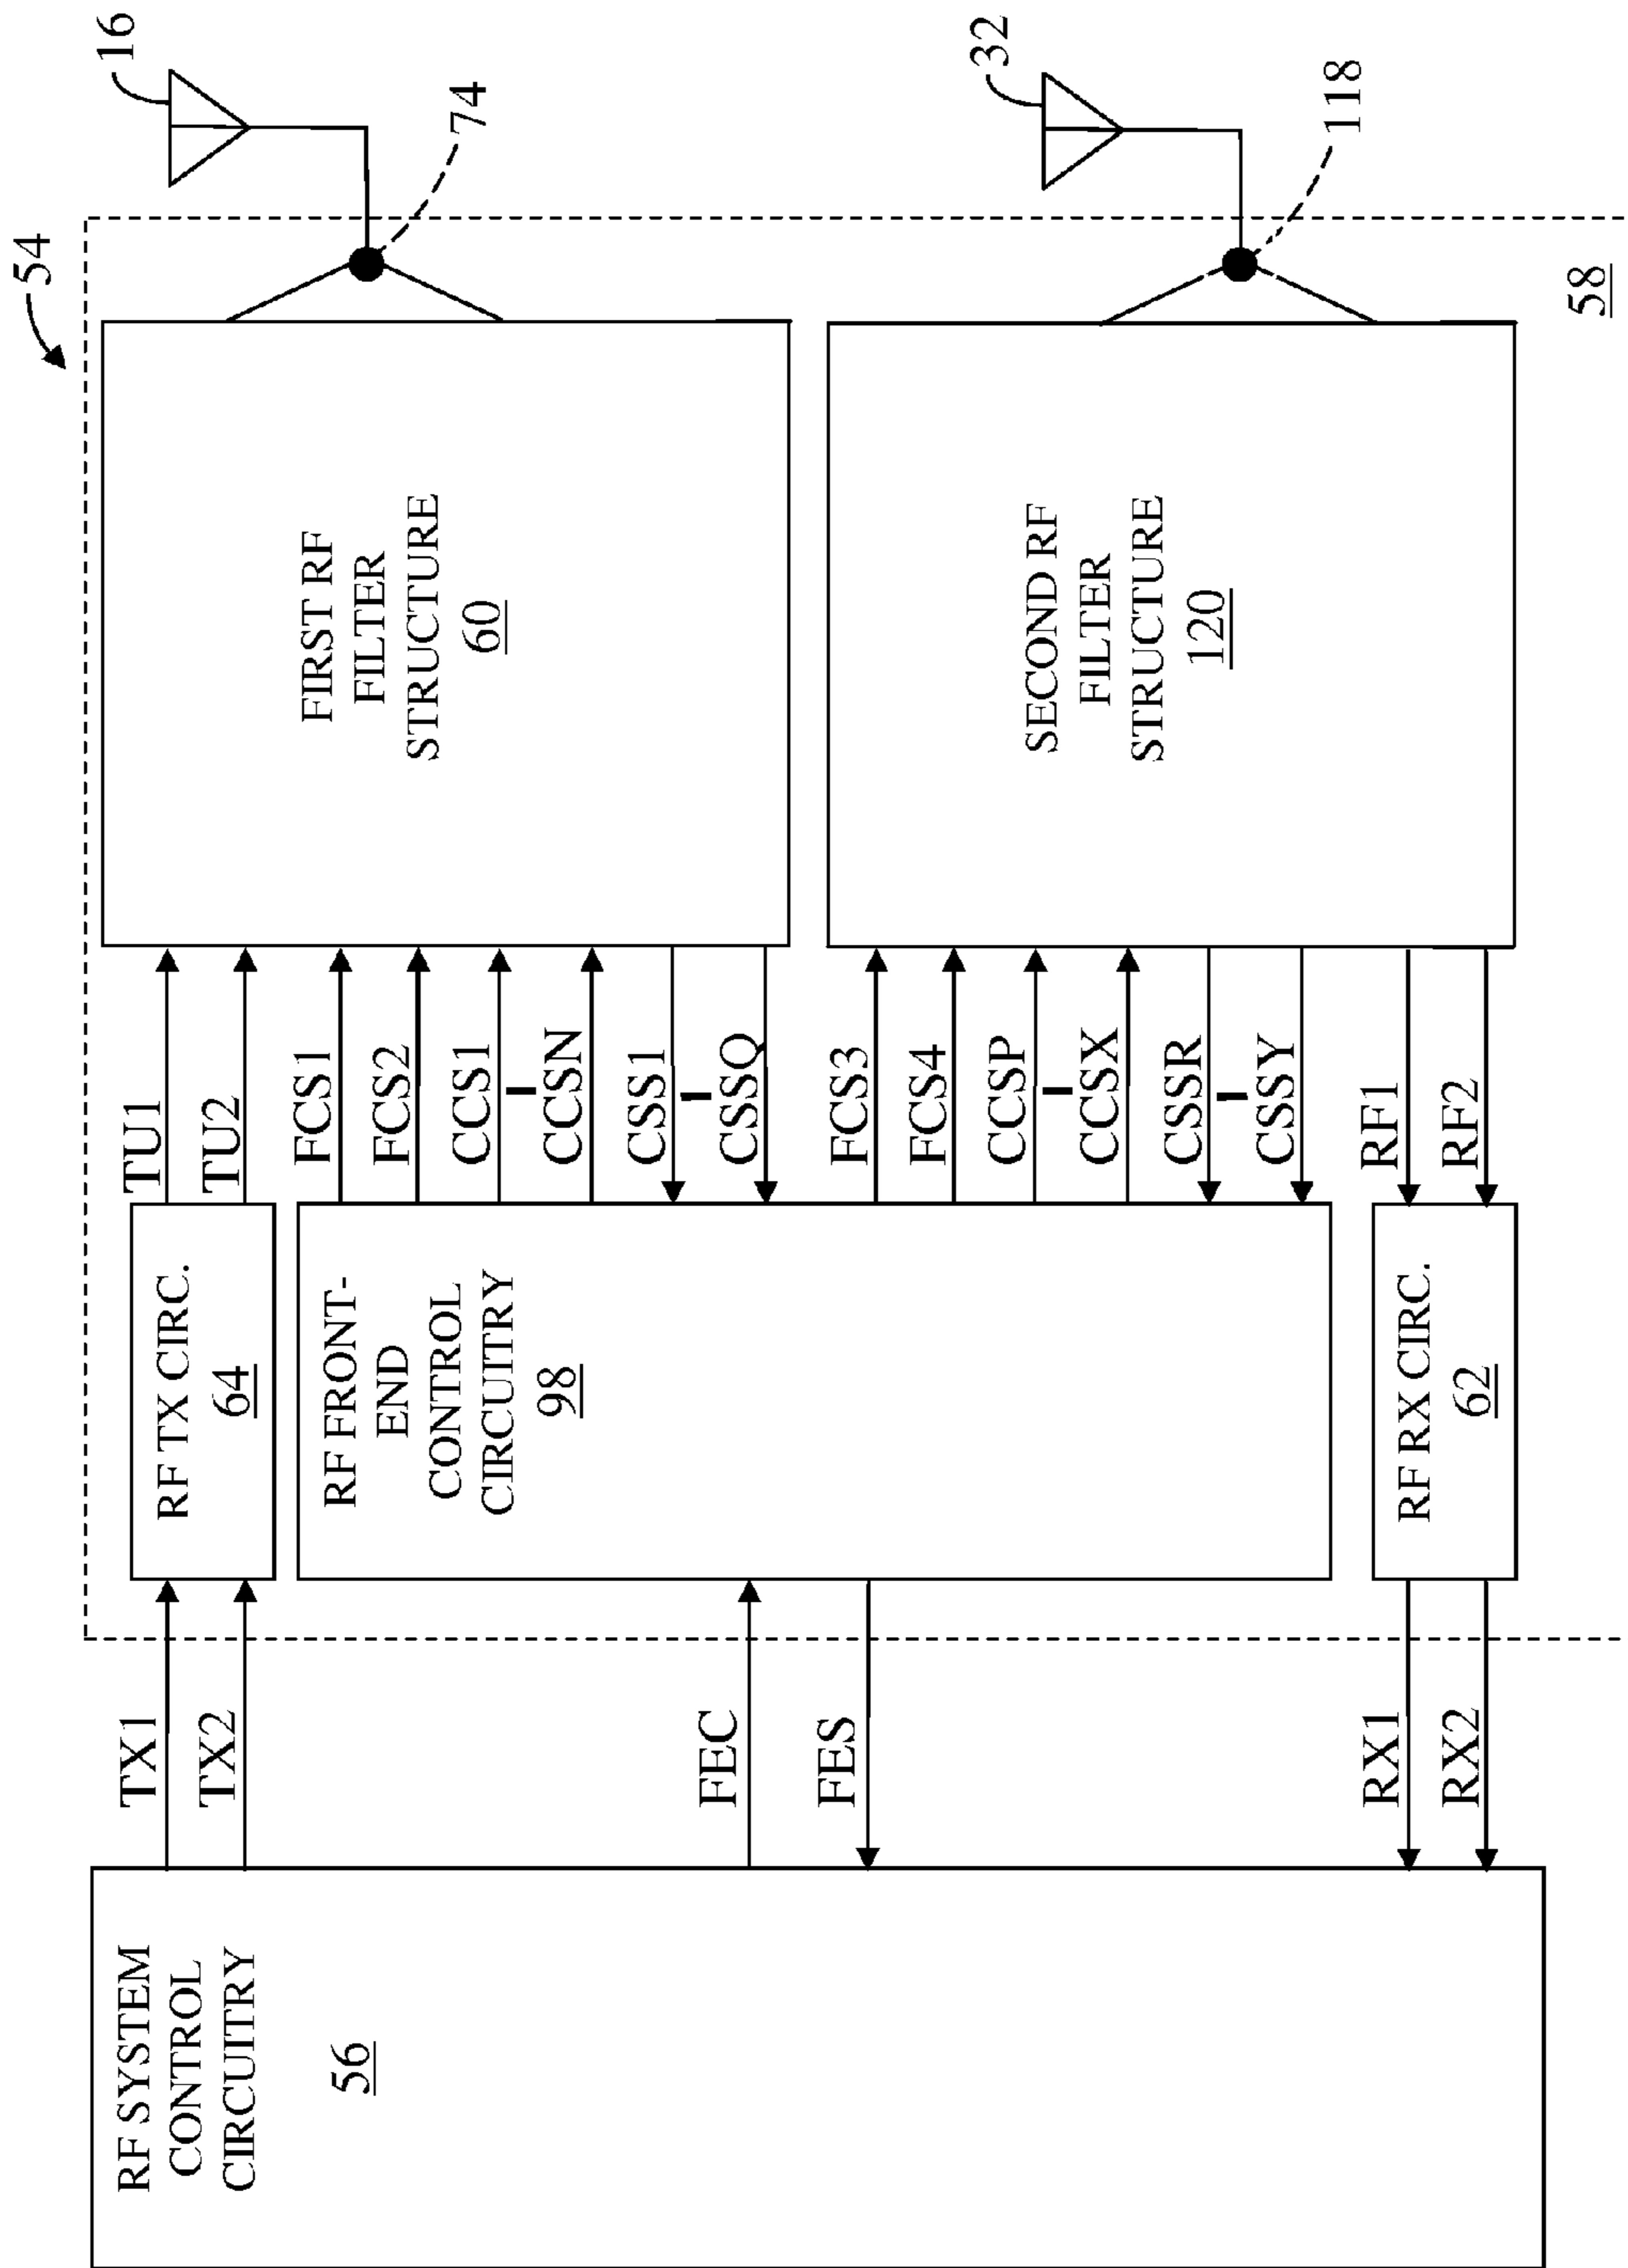 54
16
74
32
118
58
FIRST RF
FILTER
STRUCTURE
60
SECOND RF
FILTER
STRUCTURE
120
TU1
TU2
FCS1
FCS2
CCS1
-
CCSN
CSS1
-
CSSQ
FCS3
FCS4
CCSP
-
CCSX
CSSR
-
CSSY
RF1
RF2
RF TX CIRC.
64
RF FRONT-
END
CONTROL
CIRCUITRY
98
RF RX CIRC.
62
TX1
TX2
FEC
FES
RX1
RX2
RF SYSTEM
CONTROL
CIRCUITRY
56